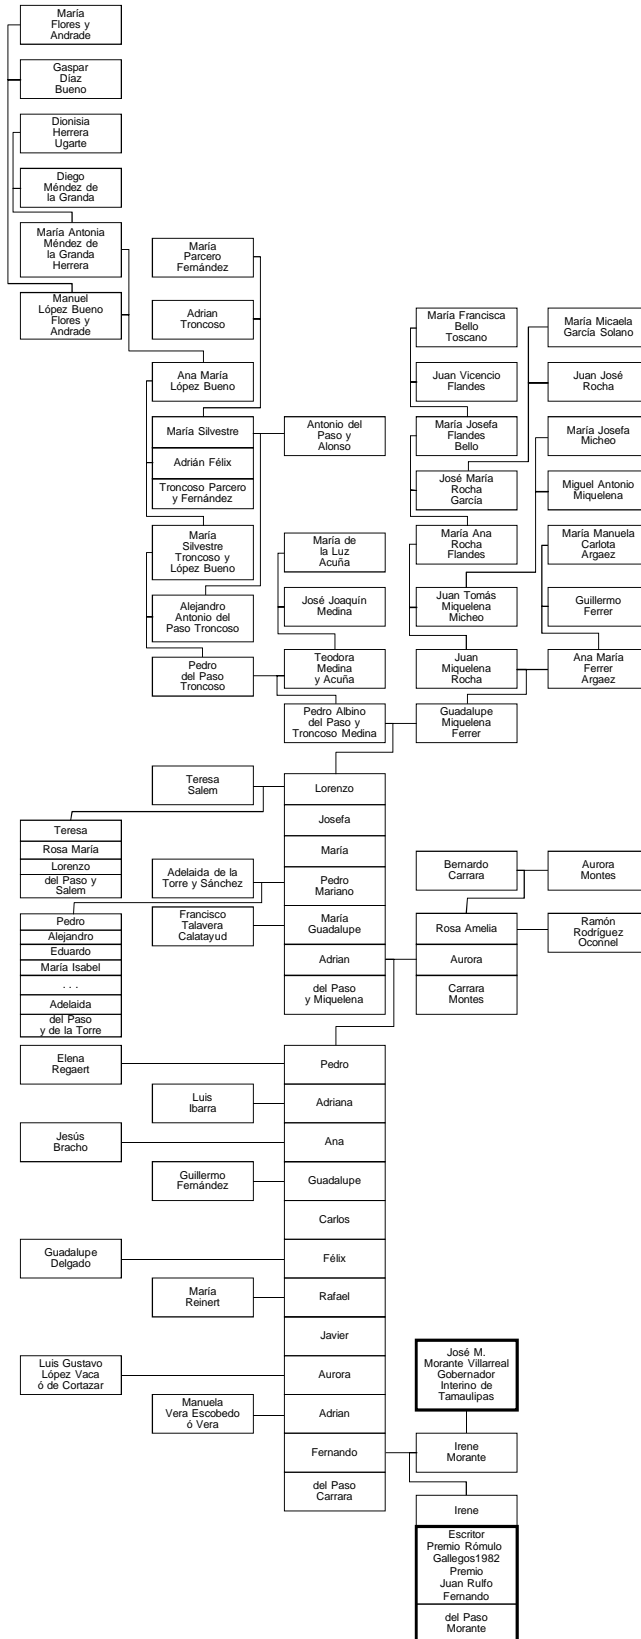 María
Flores y
Andrade
Gaspar
Díaz
Bueno
Dionisia
Herrera
Ugarte
Diego
Méndez de
la Granda
María Antonia
Méndez de
la Granda
Herrera
María
Parcero
Fernández
Manuel
López Bueno
Flores y
Andrade
Adrian
Troncoso
María Francisca
Bello
Toscano
María Micaela
García Solano
Ana María
López Bueno
Juan Vicencio
Flandes
Juan José
Rocha
María Silvestre
Adrián Félix
Troncoso Parcero
y Fernández
Antonio del
Paso y
Alonso
María Josefa
Flandes
Bello
María Josefa
Micheo
José María
Rocha
García
Miguel Antonio
Miquelena
María
Silvestre
Troncoso y
López Bueno
María de
la Luz
Acuña
María Ana
Rocha
Flandes
María Manuela
Carlota
Argaez
Alejandro
Antonio del
Paso Troncoso
José Joaquín
Medina
Juan Tomás
Miquelena
Micheo
Guillermo
Ferrer
Pedro
del Paso
Troncoso
Teodora
Medina
y Acuña
Juan
Miquelena
Rocha
Ana María
Ferrer
Argaez
Pedro Albino
del Paso y
Troncoso Medina
Guadalupe
Miquelena
Ferrer
Teresa
Salem
Lorenzo
Josefa
María
Pedro
Mariano
María
Guadalupe
Adrian
del Paso
y Miquelena
Teresa
Rosa María
Lorenzo
del Paso y
Salem
Adelaida de la
Torre y Sánchez
Bernardo
Carrara
Aurora
Montes
Pedro
Alejandro
Eduardo
María Isabel
. . .
Adelaida
del Paso
y de la Torre
Francisco
Talavera
Calatayud
Rosa Amelia
Aurora
Carrara
Montes
Ramón
Rodríguez
Oconnel
Elena
Regaert
Pedro
Luis
Ibarra
Adriana
Jesús
Bracho
Ana
Guillermo
Fernández
Guadalupe
Carlos
Guadalupe
Delgado
Félix
María
Reinert
Rafael
Javier
Luis Gustavo
López Vaca
ó de Cortazar
Aurora
José M.
Morante Villarreal
Gobernador
Interino de
Tamaulipas
Manuela
Vera Escobedo
ó Vera
Adrian
Fernando
Irene
Morante
del Paso
Carrara
Irene
Escritor
Premio Rómulo
Gallegos1982
Premio
Juan Rulfo
Fernando
del Paso
Morante